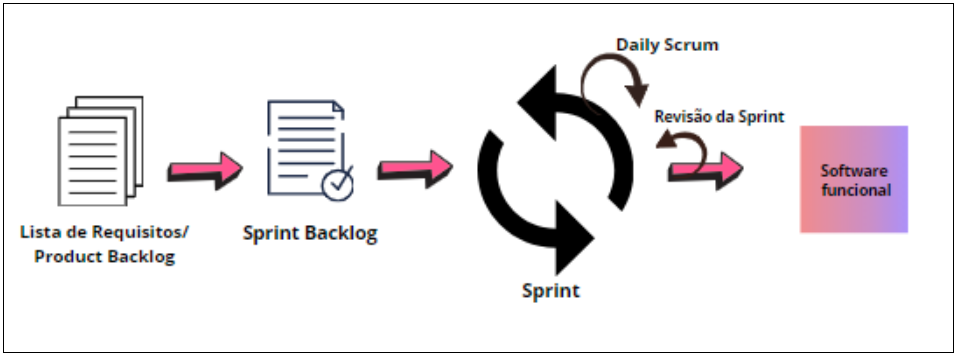 Lista de Requisitos/
Product Backlog
Sprint Backlog
Sprint
Daily Scrum
Revisão da Sprint
Software
funcional